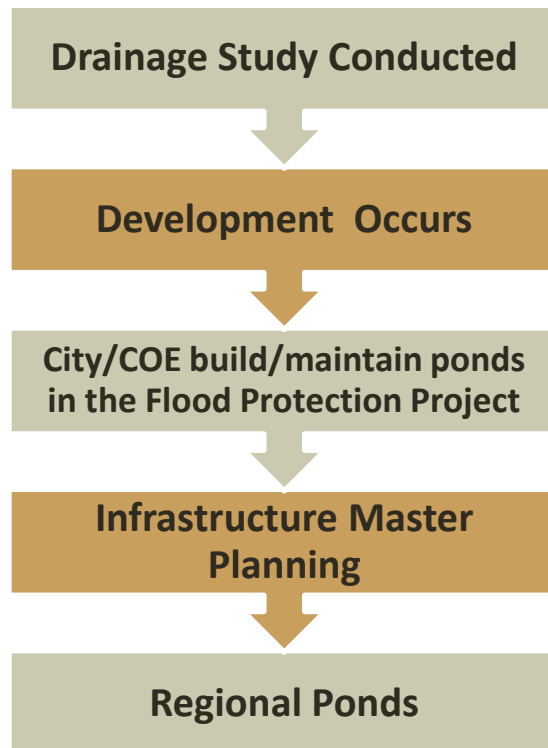 Drainage Study Conducted
Development Occurs
City/COE build/maintain ponds
in the Flood Protection Project
Infrastructure Master
Planning
Regional Ponds